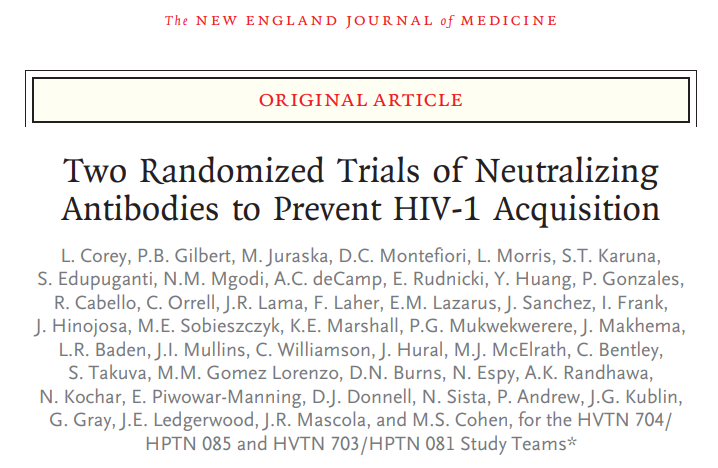 The NEW ENGLAND JOURNAL of MEDICINE
ORIGINAL ARTICLE
Two Randomized Trials of Neutralizing
Antibodies to Prevent HIV-1 Acquisition
L. Corey, P.B. Gilbert, M. Juraska, D.C. Montefiori, L. Morris, S.T. Karuna,
S. Edupuganti, N.M. Mgodi, A.C. deCamp, E. Rudnicki, Y. Huang, P. Gonzales,
R. Cabello, C. Orrell, J.R. Lama, F. Laher, E.M. Lazarus, J. Sanchez, I. Frank,
J. Hinojosa, M.E. Sobieszczyk, K.E. Marshall, P.G. Mukwekwerere, J. Makhema,
L.R. Baden, J.I. Mullins, C. Williamson, J. Hural, M.J. McElrath, C. Bentley,
S. Takuva, M.M. Gomez Lorenzo, D.N. Burns, N. Espy, A.K. Randhawa,
N. Kochar, E. Piwowar-Manning, D.J. Donnell, N. Sista, P. Andrew, J.G. Kublin,
G. Gray, J.E. Ledgerwood, J.R. Mascola, and M.S. Cohen, for the HVTN 704/
HPTN 085 and HVTN 703/HPTN 081 Study Teams*